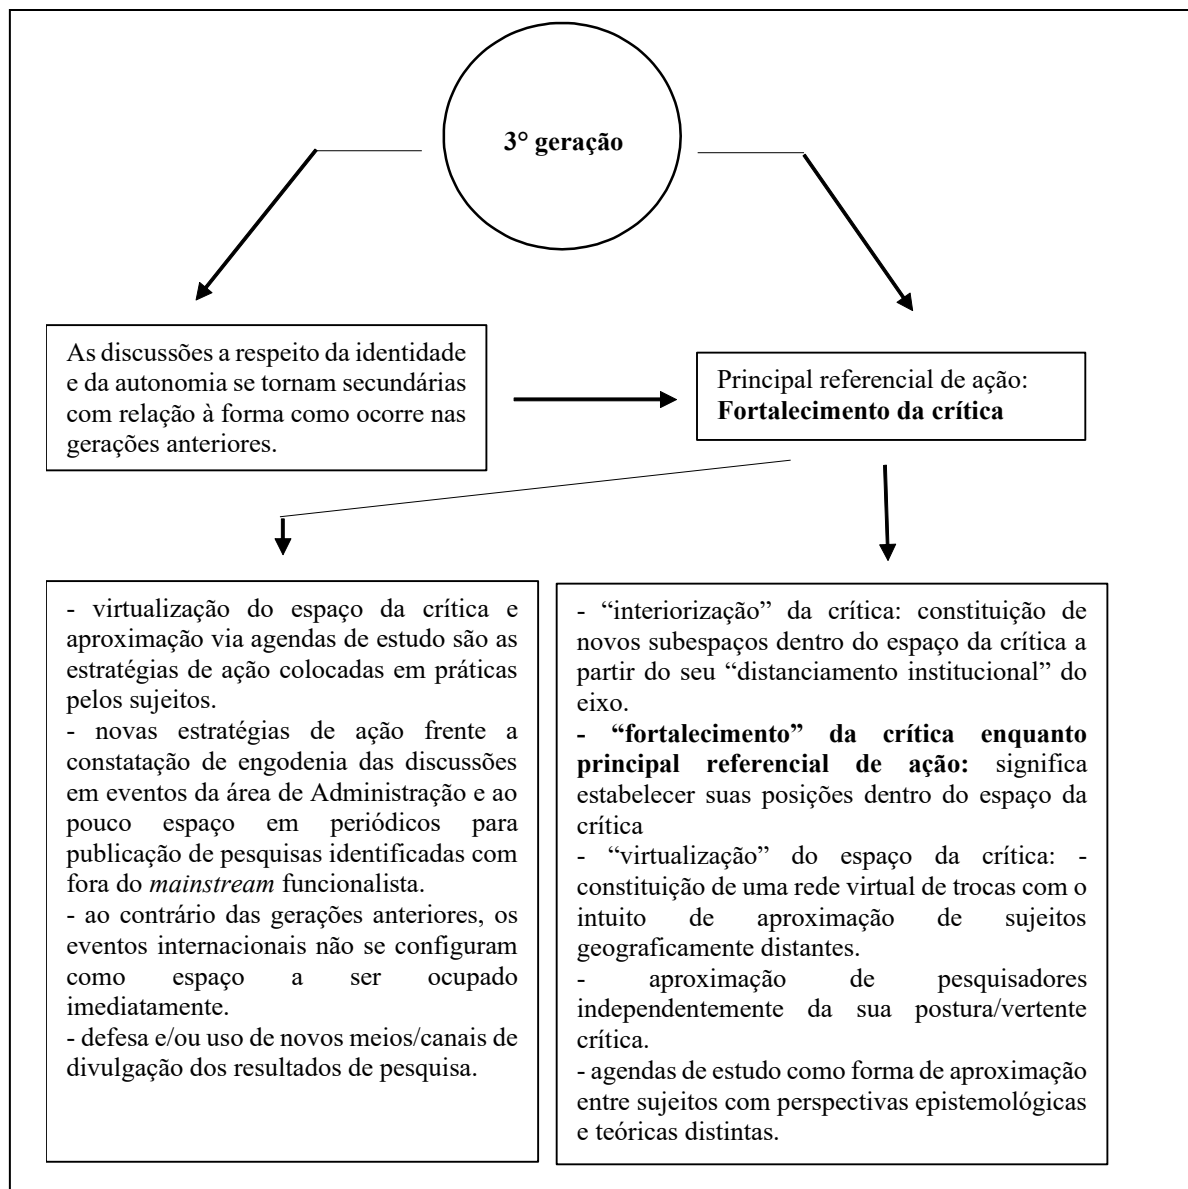 3° geração
As discussões a respeito da identidade
e da autonomia se tornam secundárias
com relação à forma como ocorre nas
gerações anteriores.
Principal referencial de ação:
Fortalecimento da crítica
- virtualização do espaço da crítica e
aproximação via agendas de estudo são as
estratégias de ação colocadas em práticas
pelos sujeitos.
- novas estratégias de ação frente a
constatação de engodenia das discussões
em eventos da área de Administração e ao
pouco espaço em periódicos para
publicação de pesquisas identificadas com
fora do mainstream funcionalista.
- ao contrário das gerações anteriores, os
eventos internacionais não se configuram
como espaço a ser ocupado
imediatamente.
- defesa e/ou uso de novos meios/canais de
divulgação dos resultados de pesquisa.
- “interiorização” da crítica: constituição de
novos subespaços dentro do espaço da crítica a
partir do seu “distanciamento institucional” do
eixo.
- “fortalecimento” da crítica enquanto
principal referencial de ação: significa
estabelecer suas posições dentro do espaço da
crítica
- “virtualização” do espaço da crítica: -
constituição de uma rede virtual de trocas com o
intuito de aproximação de sujeitos
geograficamente distantes.
- aproximação de pesquisadores
independentemente da sua postura/vertente
crítica.
- agendas de estudo como forma de aproximação
entre sujeitos com perspectivas epistemológicas
e teóricas distintas.